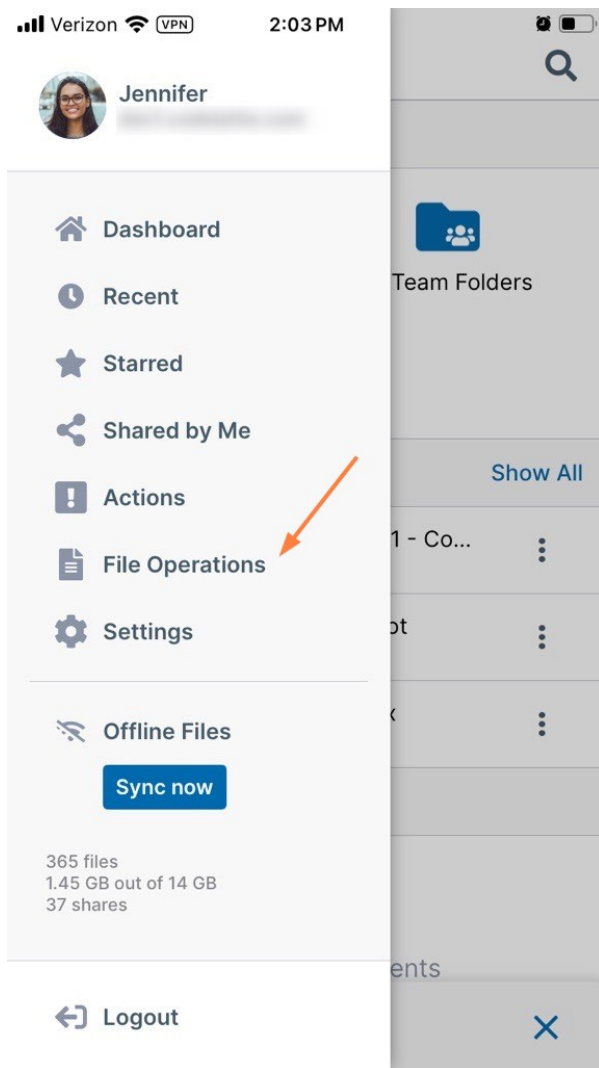 Verizon VPN 2:03 PM
Jennifer
Dashboard
Recent
Starred
Shared by Me
Actions
File Operations
Settings
Offline Files
Sync now
365 files
1.45 GB out of 14 GB
37 shares
Logout
Team Folders
Show All
1 - Co...
ents